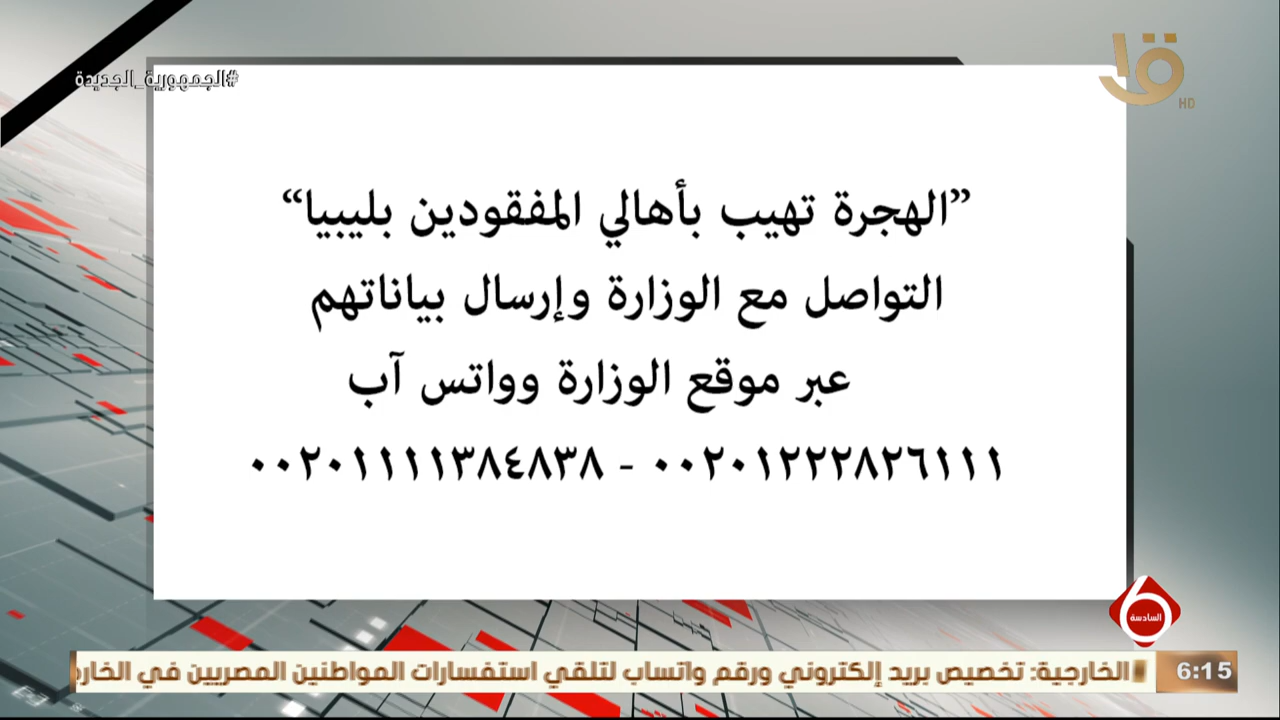 #الجمهورية_الجديدة
HD
”الهجرة تهيب بأهالي المفقودين بليبيا“
التواصل مع الوزارة وإرسال بياناتهم
عبر موقع الوزارة وواتس آب
٠٠٢٠١٢٢٢٨٢٦١١١ - ٠٠٢٠١١١١٣٨٤٨٣٨
السادسة
الخارجية: تخصيص بريد إلكتروني ورقم واتساب لتلقي استفسارات المواطنين المصريين في الخار
6:15